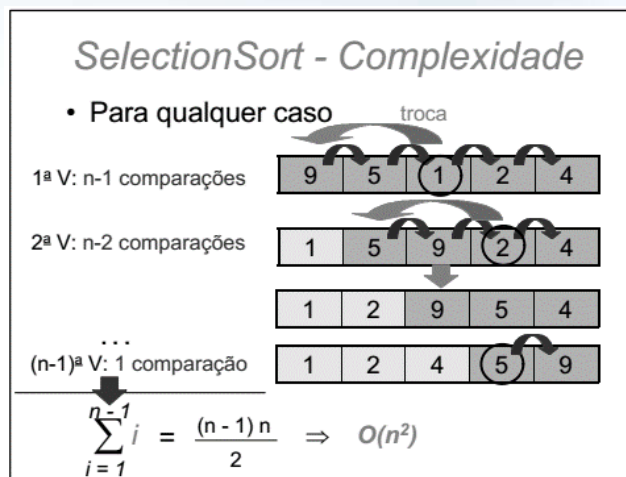 SelectionSort - Complexidade
• Para qualquer caso
troca
1ª V: n-1 comparações
9 5 1 2 4
2ª V: n-2 comparações
1 5 9 2 4
1 2 9 5 4
...
(n-1)ª V: 1 comparação
1 2 4 5 9
n - 1
∑ i = (n - 1) n / 2 ⇒ O(n²)
i = 1